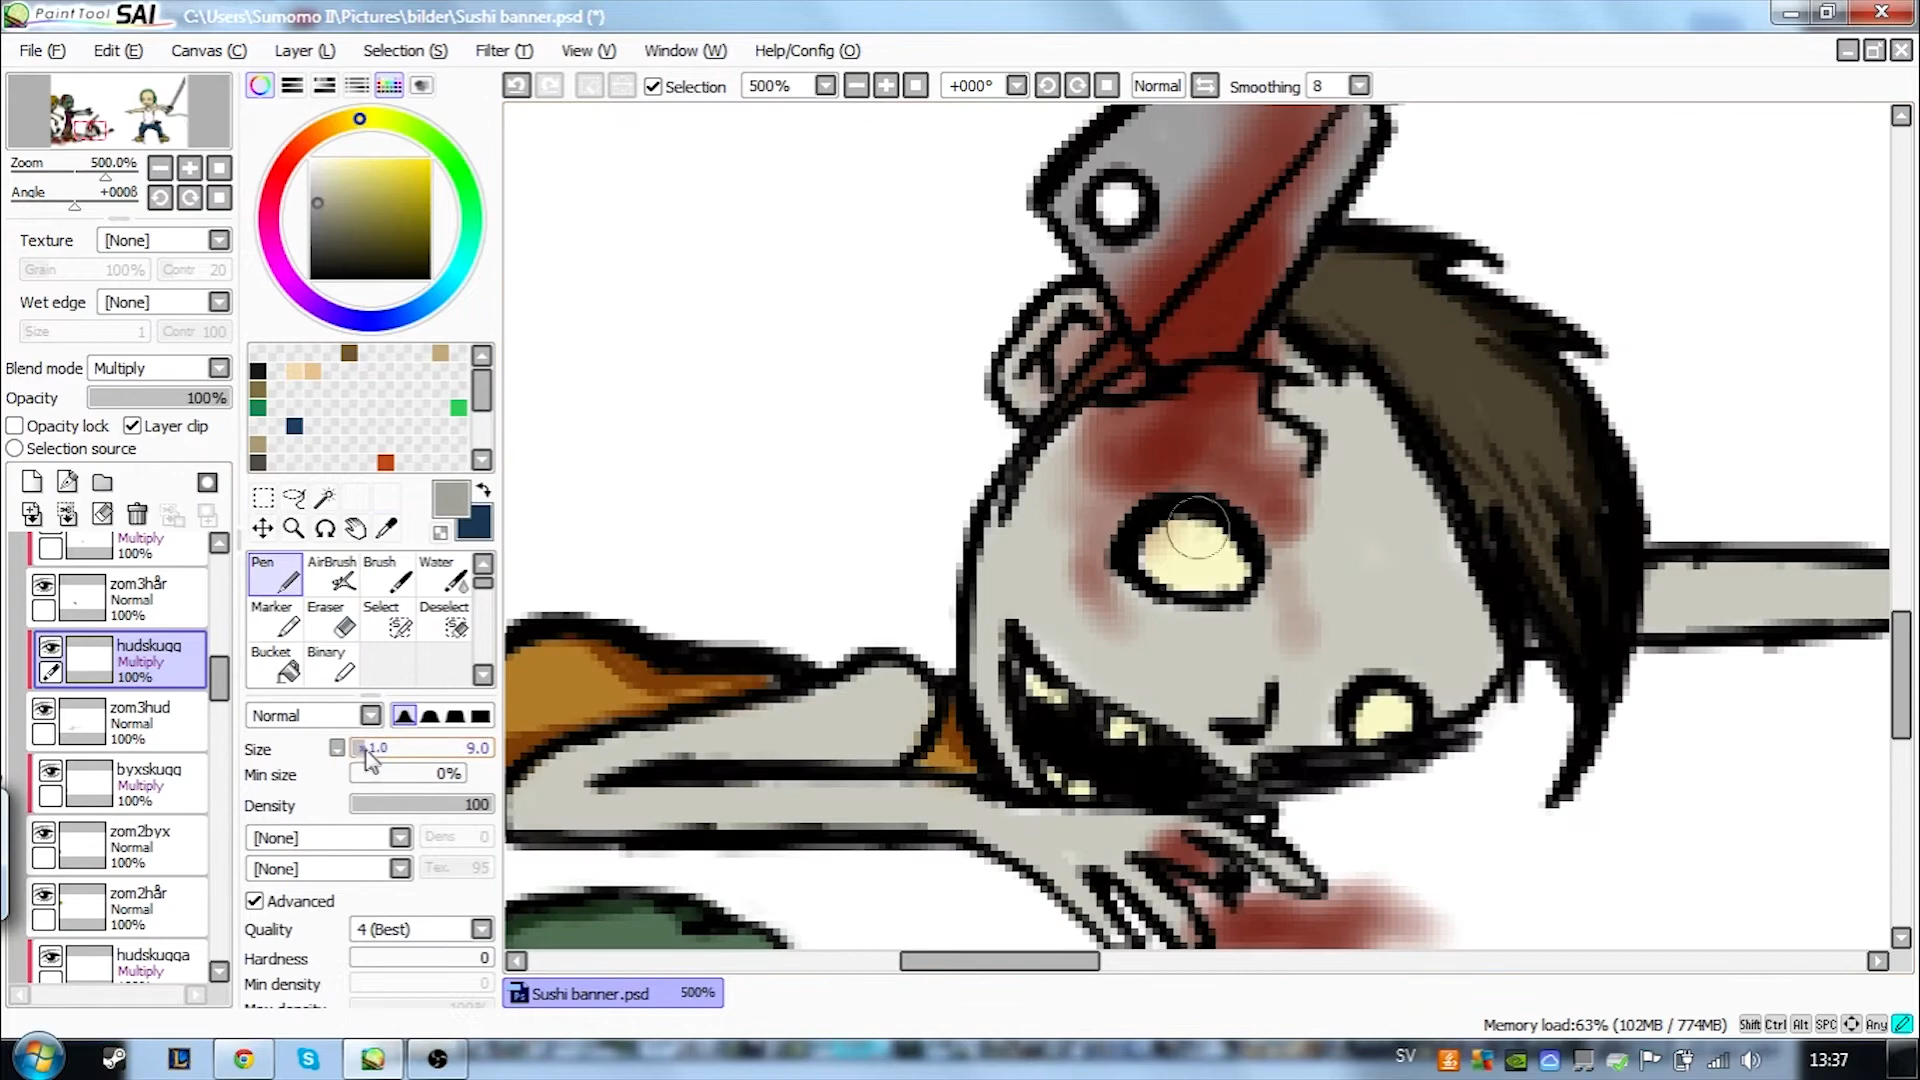 PaintTool SAI C:\Users\Sumomo II\Pictures\bilder\Sushi banner.psd (*)
File (F) Edit (E) Canvas (C) Layer (L) Selection (S) Filter (T) View (V) Window (W) Help/Config (O)
Selection 500% +000° Normal Smoothing 8
Zoom 500.0%
Angle +000
Texture [None]
Grain 100% Contr 20
Wet edge [None]
Size 1 Contr 100
Blend mode Multiply
Opacity 100%
Opacity lock Layer clip
Selection source
Multiply
100%
zom3hår
Normal
100%
hudskugg
Multiply
100%
zom3hud
Normal
100%
byxskugg
Multiply
100%
zom2byx
Normal
100%
zom2hår
Normal
100%
hudskugga
Multiply
Pen AirBrush Brush Water
Marker Eraser Select Deselect
Bucket Binary
Normal
Size x 1.0 9.0
Min size 0%
Density 100
[None] Dens 0
[None] Tex. 95
Advanced
Quality 4 (Best)
Hardness 0
Min density 0
Sushi banner.psd 500%
Memory load:63% (102MB / 774MB) Shift Ctrl Alt SPC Any
SV 13:37